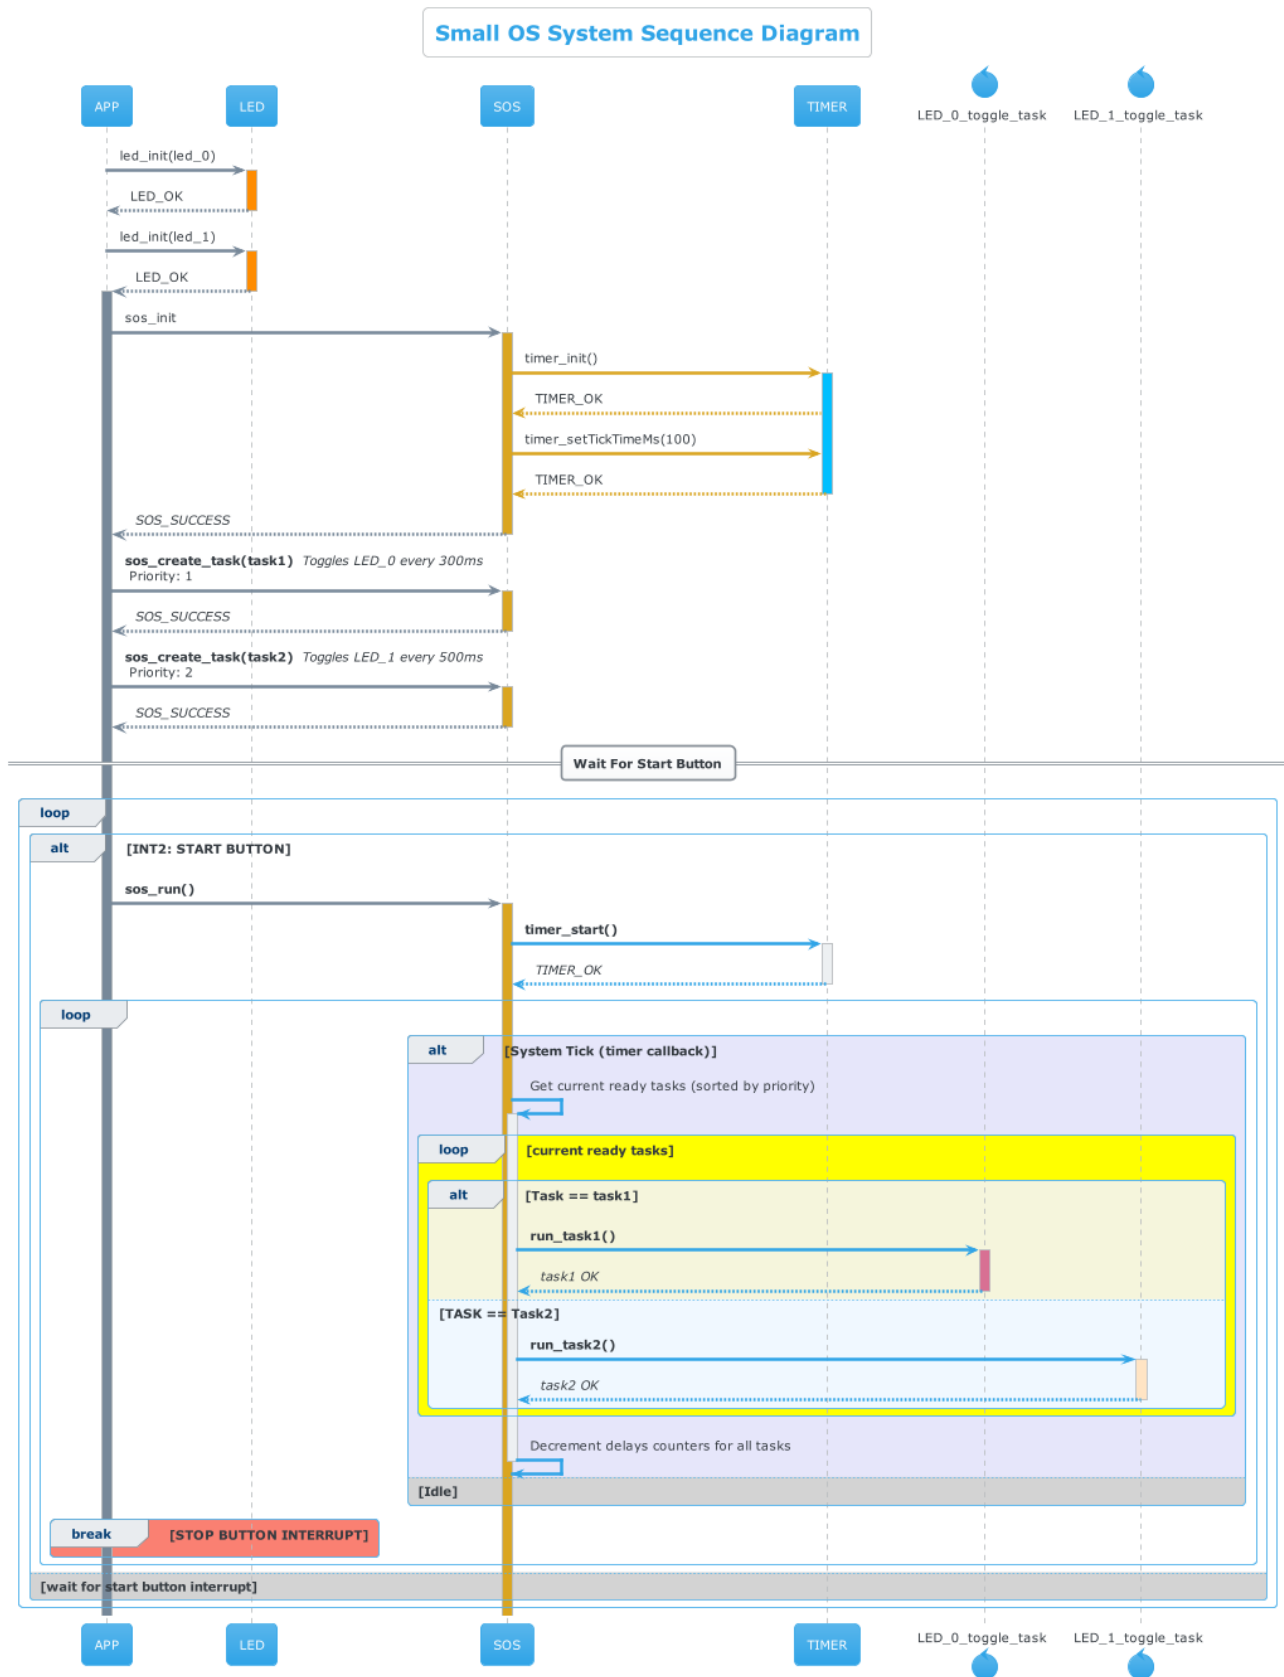 Small OS System Sequence Diagram
APP
LED
SOS
TIMER
LED_0_toggle_task
LED_1_toggle_task
led_init(led_0)
LED_OK
led_init(led_1)
LED_OK
sos_init
timer_init()
TIMER_OK
timer_setTickTimeMs(100)
TIMER_OK
SOS_SUCCESS
sos_create_task(task1) Toggles LED_0 every 300ms
Priority: 1
SOS_SUCCESS
sos_create_task(task2) Toggles LED_1 every 500ms
Priority: 2
SOS_SUCCESS
Wait For Start Button
loop
alt [INT2: START BUTTON]
sos_run()
timer_start()
TIMER_OK
loop
alt [System Tick (timer callback)]
Get current ready tasks (sorted by priority)
loop [current ready tasks]
alt [Task == task1]
run_task1()
task1 OK
[TASK == Task2]
run_task2()
task2 OK
Decrement delays counters for all tasks
[Idle]
break [STOP BUTTON INTERRUPT]
[wait for start button interrupt]
APP
LED
SOS
TIMER
LED_0_toggle_task
LED_1_toggle_task